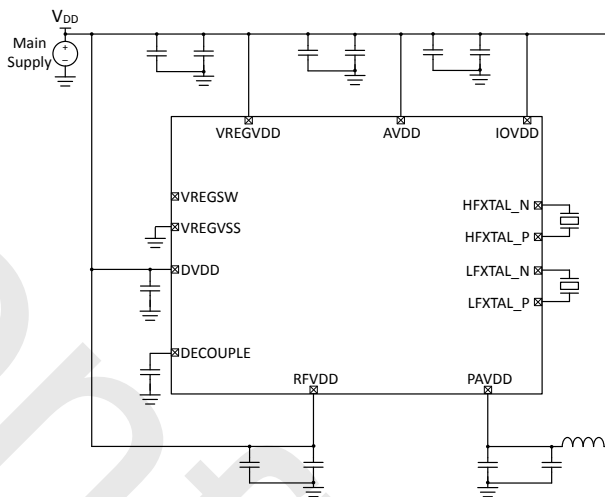 VDD
Main
Supply
+
−
VREGVDD
AVDD
IOVDD
VREGSW
HFXTAL_N
VREGVSS
HFXTAL_P
DVDD
LFXTAL_N
LFXTAL_P
DECOUPLE
RFVDD
PAVDD